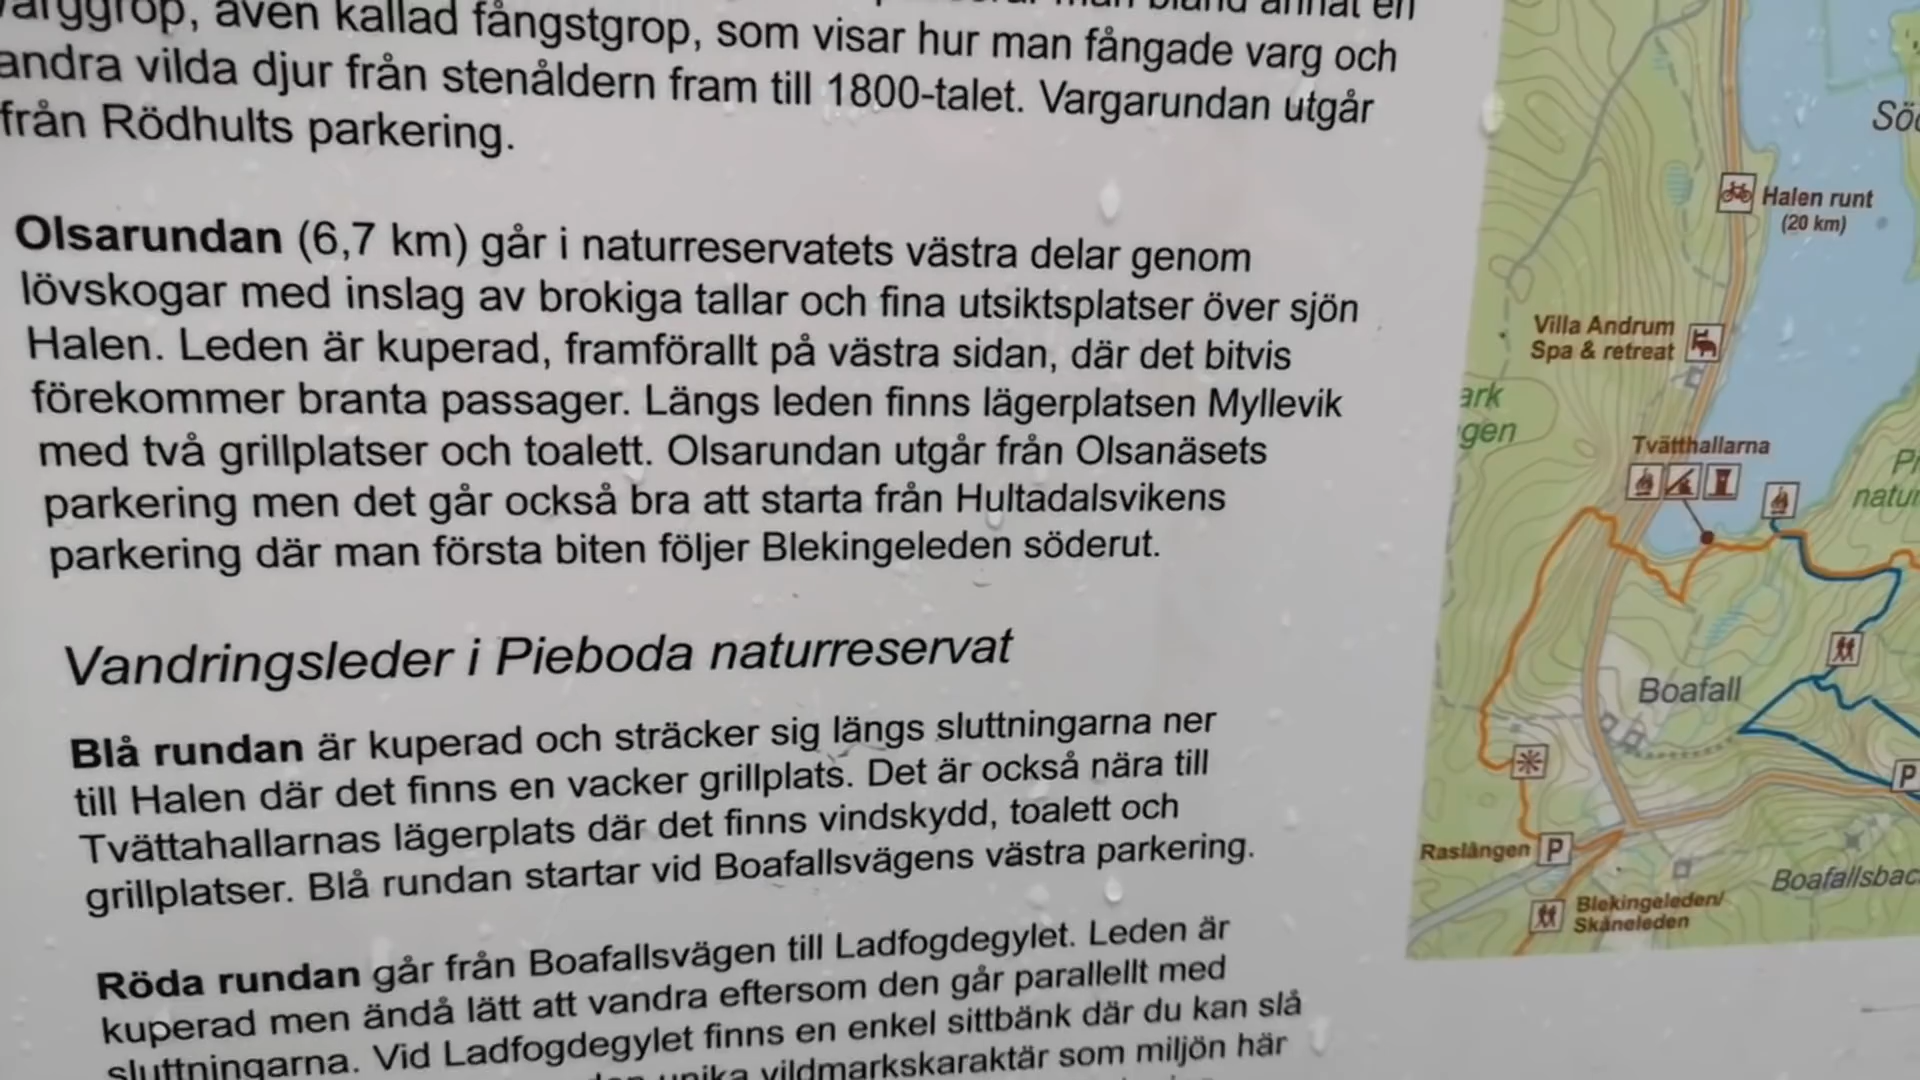 även kallad fångstgrop, som visar hur man fångade varg och
andra vilda djur från stenåldern fram till 1800-talet. Vargarundan utgår
från Rödhults parkering.
Olsarundan (6,7 km) går i naturreservatets västra delar genom
lövskogar med inslag av brokiga tallar och fina utsiktsplatser över sjön
Halen. Leden är kuperad, framförallt på västra sidan, där det bitvis
förekommer branta passager. Längs leden finns lägerplatsen Myllevik
med två grillplatser och toalett. Olsarundan utgår från Olsanäsets
parkering men det går också bra att starta från Hultadalsvikens
parkering där man första biten följer Blekingeleden söderut.
Vandringsleder i Pieboda naturreservat
Blå rundan är kuperad och sträcker sig längs sluttningarna ner
till Halen där det finns en vacker grillplats. Det är också nära till
Tvättahallarnas lägerplats där det finns vindskydd, toalett och
grillplatser. Blå rundan startar vid Boafallsvägens västra parkering.
Röda rundan går från Boafallsvägen till Ladfogdegylet. Leden är
kuperad men ändå lätt att vandra eftersom den går parallellt med
sluttningarna. Vid Ladfogdegylet finns en enkel sittbänk där du kan slå
unika vildmarkskaraktär som miljön här
Halen runt
(20 km)
Villa Andrum
Spa & retreat
ark
gen
Tvätthallarna
natur
Boafall
P
Raslången P
Boafallsbac
Blekingeleden/
Skåneleden